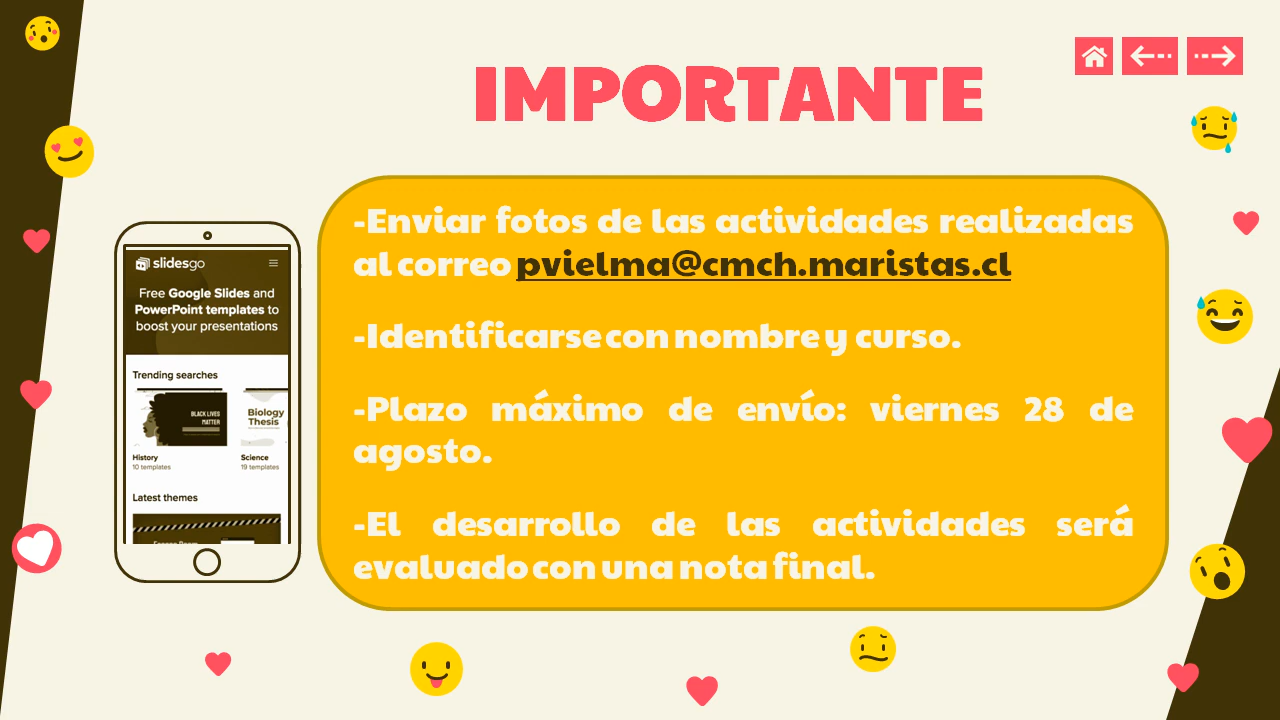 IMPORTANTE
-Enviar fotos de las actividades realizadas
al correo pvielma@cmch.maristas.cl
-Identificarse con nombre y curso.
-Plazo máximo de envío: viernes 28 de
agosto.
-El desarrollo de las actividades será
evaluado con una nota final.
slidesgo
Free Google Slides and
PowerPoint templates to
boost your presentations
Trending searches
BLACK LIVES
MATTER
Biology
Thesis
History
10 templates
Science
19 templates
Latest themes